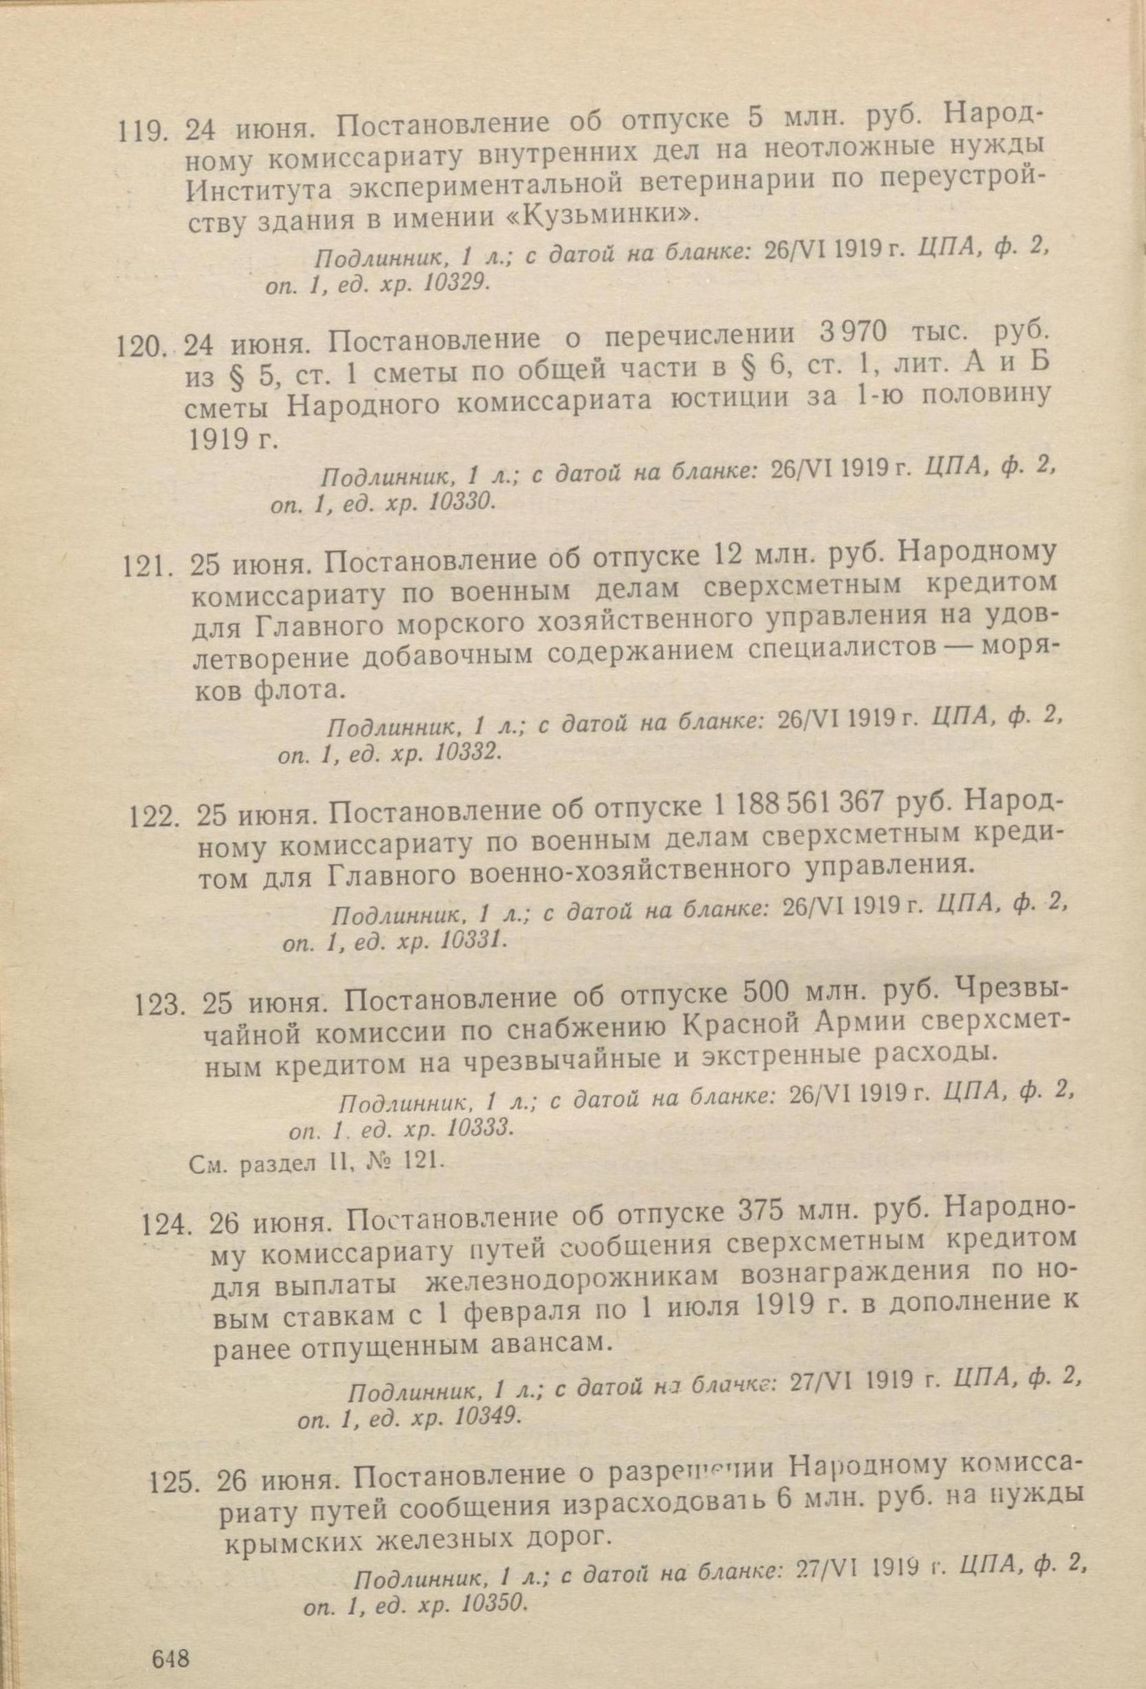 119. 24 июня. Постановление об отпуске 5 млн. руб. Народ-
ному комиссариату внутренних дел на неотложные нужды
Института экспериментальной ветеринарии по переустрой-
ству здания в имении «Кузьминки».
Подлинник, 1 л.; с датой на бланке: 26/VI 1919 г. ЦПА, ф. 2,
оп. 1, ед. хр. 10329.
120. 24 июня. Постановление о перечислении 3 970 тыс. руб.
из § 5, ст. 1 сметы по общей части в § 6, ст. 1, лит. А и Б
сметы Народного комиссариата юстиции за 1-ю половину
1919 г.
Подлинник, 1 л.; с датой на бланке: 26/VI 1919 г. ЦПА, ф. 2,
оп. 1, ед. хр. 10330.
121. 25 июня. Постановление об отпуске 12 млн. руб. Народному
комиссариату по военным делам сверхсметным кредитом
для Главного морского хозяйственного управления на удов-
летворение добавочным содержанием специалистов — моря-
ков флота.
Подлинник, 1 л.; с датой на бланке: 26/VI 1919 г. ЦПА, ф. 2,
оп. 1, ед. хр. 10332.
122. 25 июня. Постановление об отпуске 1 188 561 367 руб. Народ-
ному комиссариату по военным делам сверхсметным креди-
том для Главного военно-хозяйственного управления.
Подлинник, 1 л.; с датой на бланке: 26/VI 1919 г. ЦПА, ф. 2,
оп. 1, ед. хр. 10331.
123. 25 июня. Постановление об отпуске 500 млн. руб. Чрезвы-
чайной комиссии по снабжению Красной Армии сверхсмет-
ным кредитом на чрезвычайные и экстренные расходы.
Подлинник, 1 л.; с датой на бланке: 26/VI 1919 г. ЦПА, ф. 2,
оп. 1. ед. хр. 10333.
См. раздел II, № 121.
124. 26 июня. Постановление об отпуске 375 млн. руб. Народно-
му комиссариату путей сообщения сверхсметным кредитом
для выплаты железнодорожникам вознаграждения по но-
вым ставкам с 1 февраля по 1 июля 1919 г. в дополнение к
ранее отпущенным авансам.
Подлинник, 1 л.; с датой на бланке: 27/VI 1919 г. ЦПА, ф. 2,
оп. 1, ед. хр. 10349.
125. 26 июня. Постановление о разрешении Народному комисса-
риату путей сообщения израсходовать 6 млн. руб. на нужды
крымских железных дорог.
Подлинник, 1 л.; с датой на бланке: 27/VI 1919 г. ЦПА, ф. 2,
оп. 1, ед. хр. 10350.
648